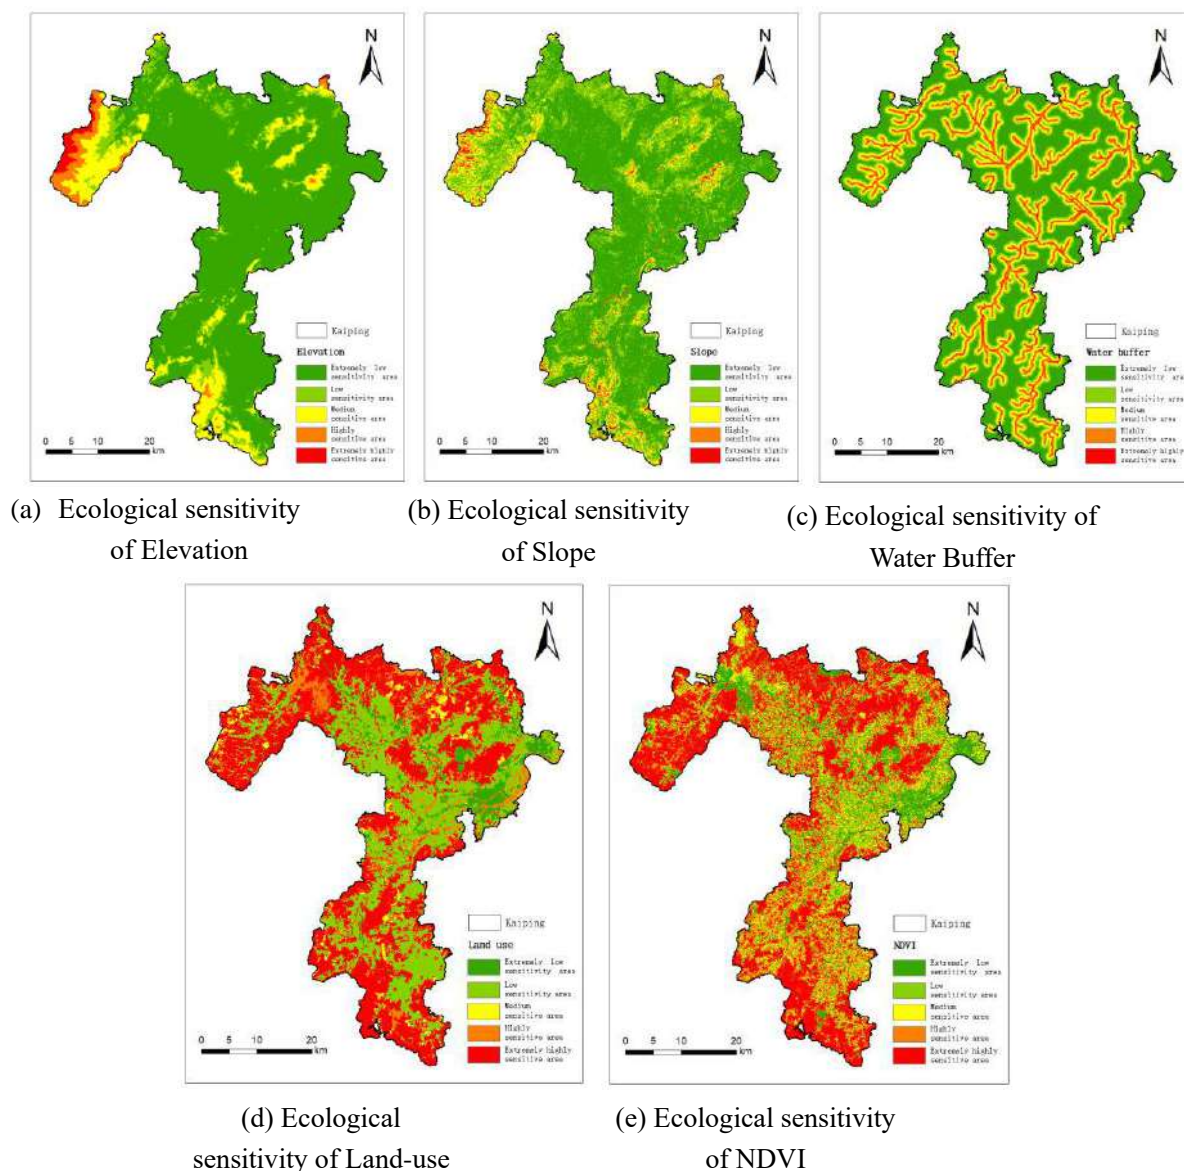 N
Kaiping
Elevation
Extremely low
sensitivity area
Low
sensitivity area
Medium
sensitive area
Highly
sensitive area
Extremely highly
sensitive area
0 5 10 20
km
N
Kaiping
Slope
Extremely low
sensitivity area
Low
sensitivity area
Medium
sensitive area
Highly
sensitive area
Extremely highly
sensitive area
0 5 10 20
km
N
Kaiping
Water buffer
Extremely low
sensitivity area
Low
sensitivity area
Medium
sensitive area
Highly
sensitive area
Extremely highly
sensitive area
0 5 10 20
km
(a) Ecological sensitivity
of Elevation
(b) Ecological sensitivity
of Slope
(c) Ecological sensitivity of
Water Buffer
N
Kaiping
Land use
Extremely low
sensitivity area
Low
sensitivity area
Medium
sensitive area
Highly
sensitive area
Extremely highly
sensitive area
0 5 10 20
km
N
Kaiping
NDVI
Extremely Low
sensitivity area
Low
sensitivity area
Medium
sensitive area
Highly
sensitive area
Extremely highly
sensitive area
0 5 10 20
km
(d) Ecological
sensitivity of Land-use
(e) Ecological sensitivity
of NDVI